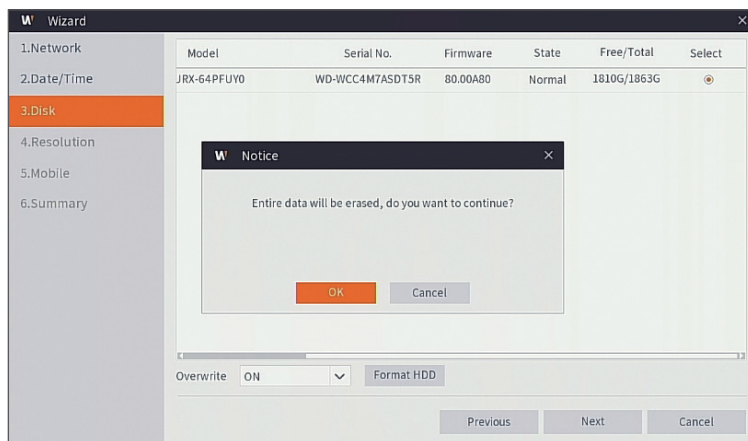 W Wizard
1.Network
2.Date/Time
3.Disk
4.Resolution
5.Mobile
6.Summary
Model Serial No. Firmware State Free/Total Select
JRX-64PFUY0 WD-WCC4M7ASDT5R 80.00A80 Normal 1810G/1863G
W Notice
Entire data will be erased, do you want to continue?
OK Cancel
Overwrite ON Format HDD
Previous Next Cancel